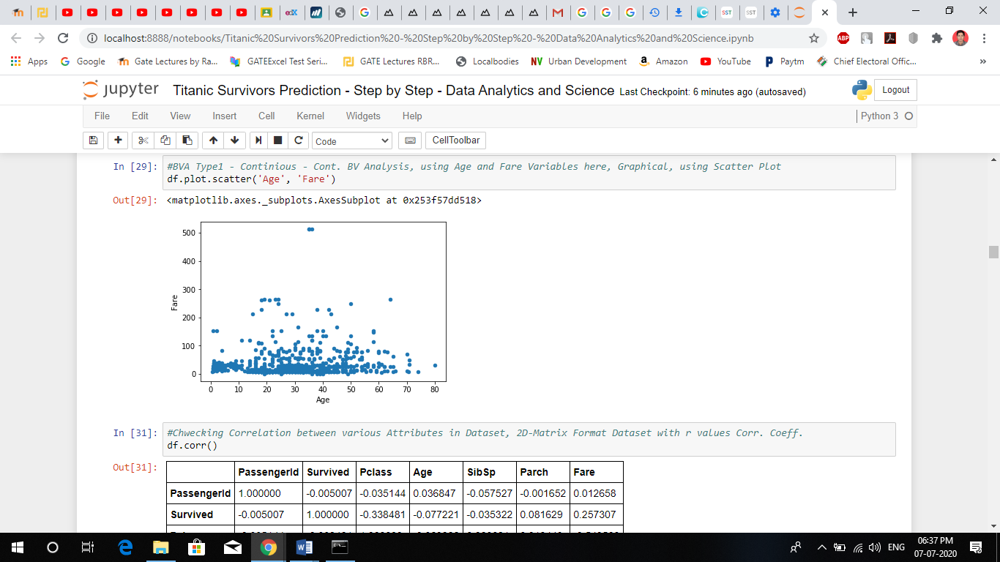 localhost:8888/notebooks/Titanic%20Survivors%20Prediction%20-%20Step%20by%20Step%20-%20Data%20Analytics%20and%20Science.ipynb
Apps Google Gate Lectures by Ra... GATEExcel Test Seri... GATE Lectures RBR... Localbodies NV Urban Development Amazon YouTube Paytm Chief Electoral Offic... »
jupyter Titanic Survivors Prediction - Step by Step - Data Analytics and Science Last Checkpoint: 6 minutes ago (autosaved) Logout
File Edit View Insert Cell Kernel Widgets Help Python 3
Code CellToolbar
In [29]: #BVA Type1 - Continious - Cont. BV Analysis, using Age and Fare Variables here, Graphical, using Scatter Plot
df.plot.scatter('Age', 'Fare')
Out[29]: <matplotlib.axes._subplots.AxesSubplot at 0x253f57dd518>
500
400
300
Fare
200
100
0
0 10 20 30 40 50 60 70 80
Age
In [31]: #Chwecking Correlation between various Attributes in Dataset, 2D-Matrix Format Dataset with r values Corr. Coeff.
df.corr()
Out[31]:
PassengerId Survived Pclass Age SibSp Parch Fare
PassengerId 1.000000 -0.005007 -0.035144 0.036847 -0.057527 -0.001652 0.012658
Survived -0.005007 1.000000 -0.338481 -0.077221 -0.035322 0.081629 0.257307
ENG 06:37 PM
07-07-2020